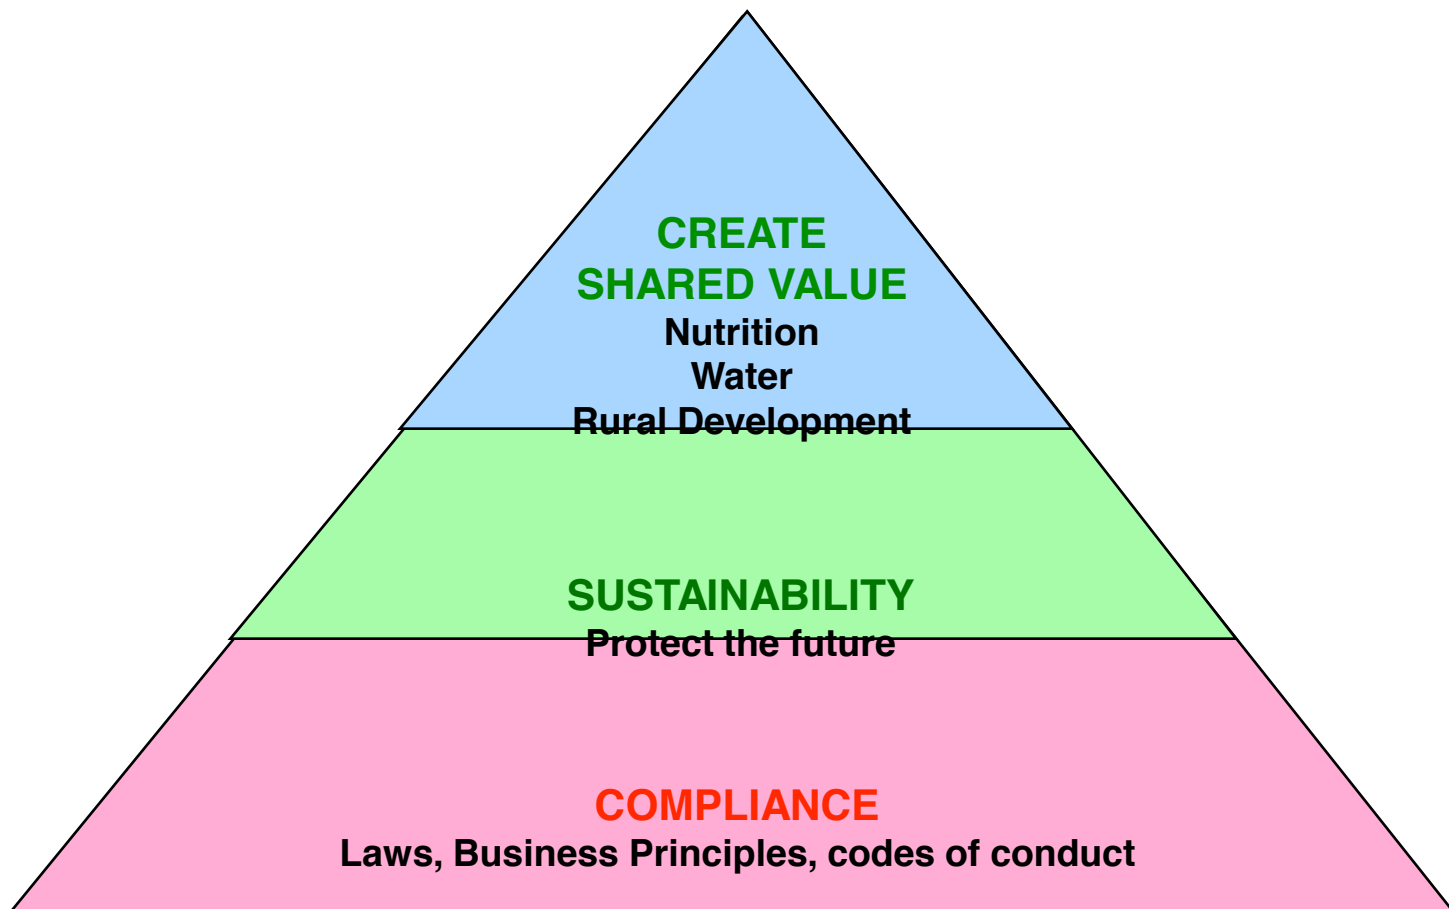 CREATE
SHARED VALUE
Nutrition
Water
Rural Development
SUSTAINABILITY
Protect the future
COMPLIANCE
Laws, Business Principles, codes of conduct